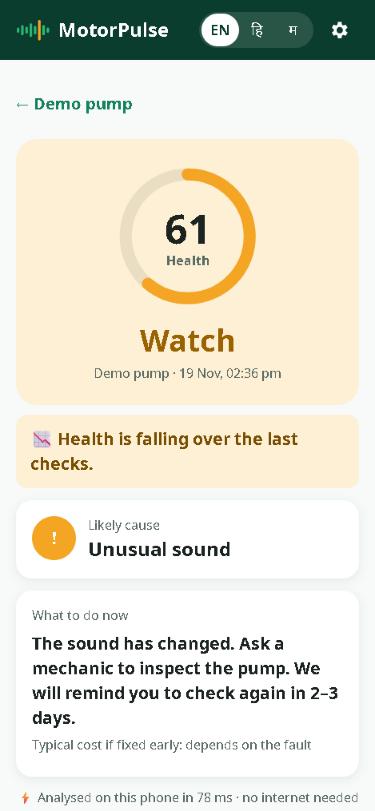 MotorPulse EN हि म
← Demo pump
61
Health
Watch
Demo pump · 19 Nov, 02:36 pm
Health is falling over the last
checks.
!
Likely cause
Unusual sound
What to do now
The sound has changed. Ask a
mechanic to inspect the pump. We
will remind you to check again in 2–3
days.
Typical cost if fixed early: depends on the fault
Analysed on this phone in 78 ms · no internet needed